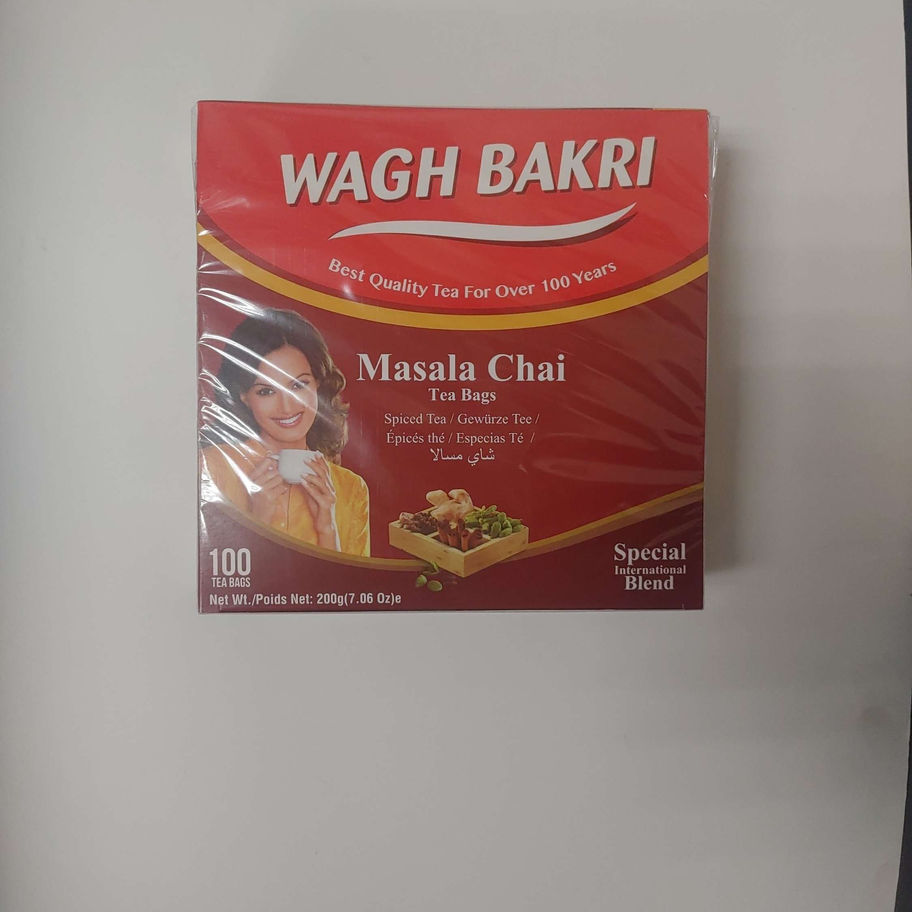 WAGH BAKRI
Best Quality Tea For Over 100 Years
Masala Chai
Tea Bags
Spiced Tea / Gewürze Tee /
Épicés thé / Especias Té /
شاي مسالا
100
TEA BAGS
Net Wt./Poids Net: 200g(7.06 Oz)e
Special
International
Blend